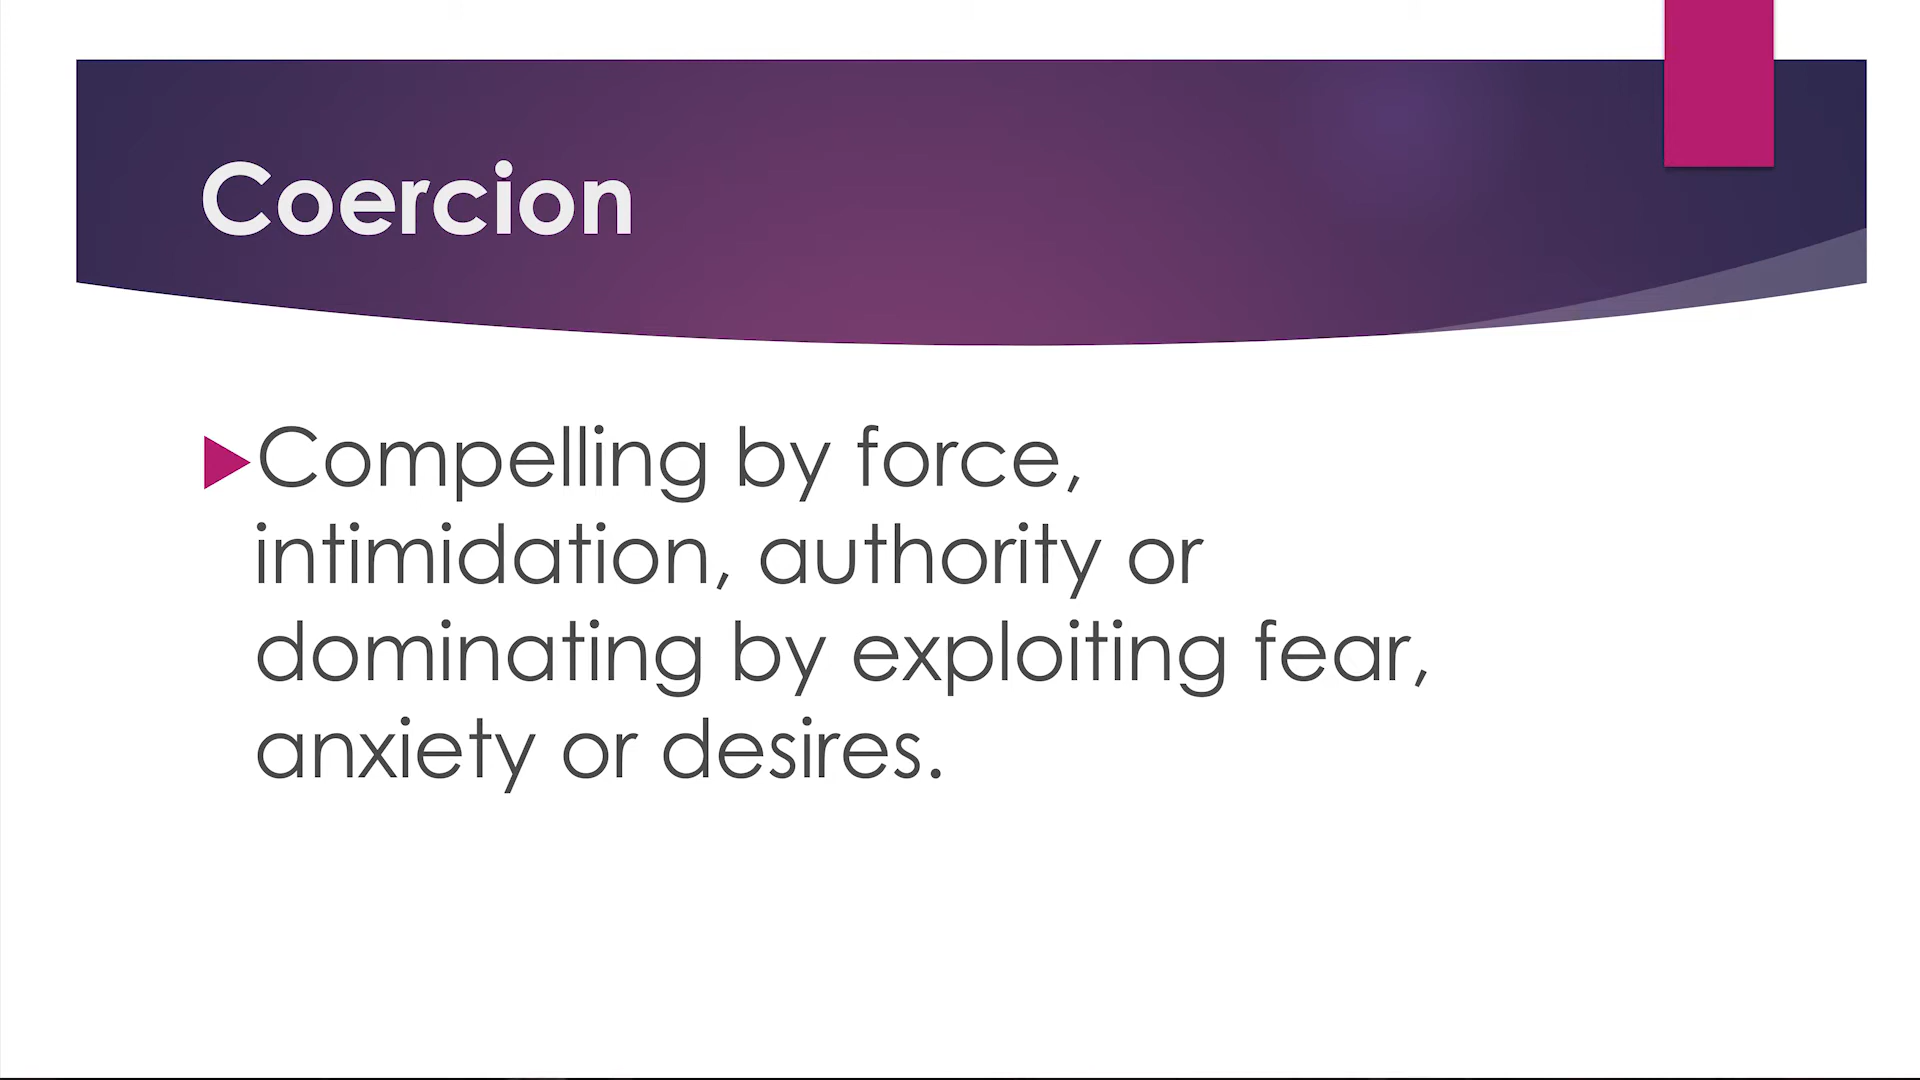 Coercion
Compelling by force,
intimidation, authority or
dominating by exploiting fear,
anxiety or desires.